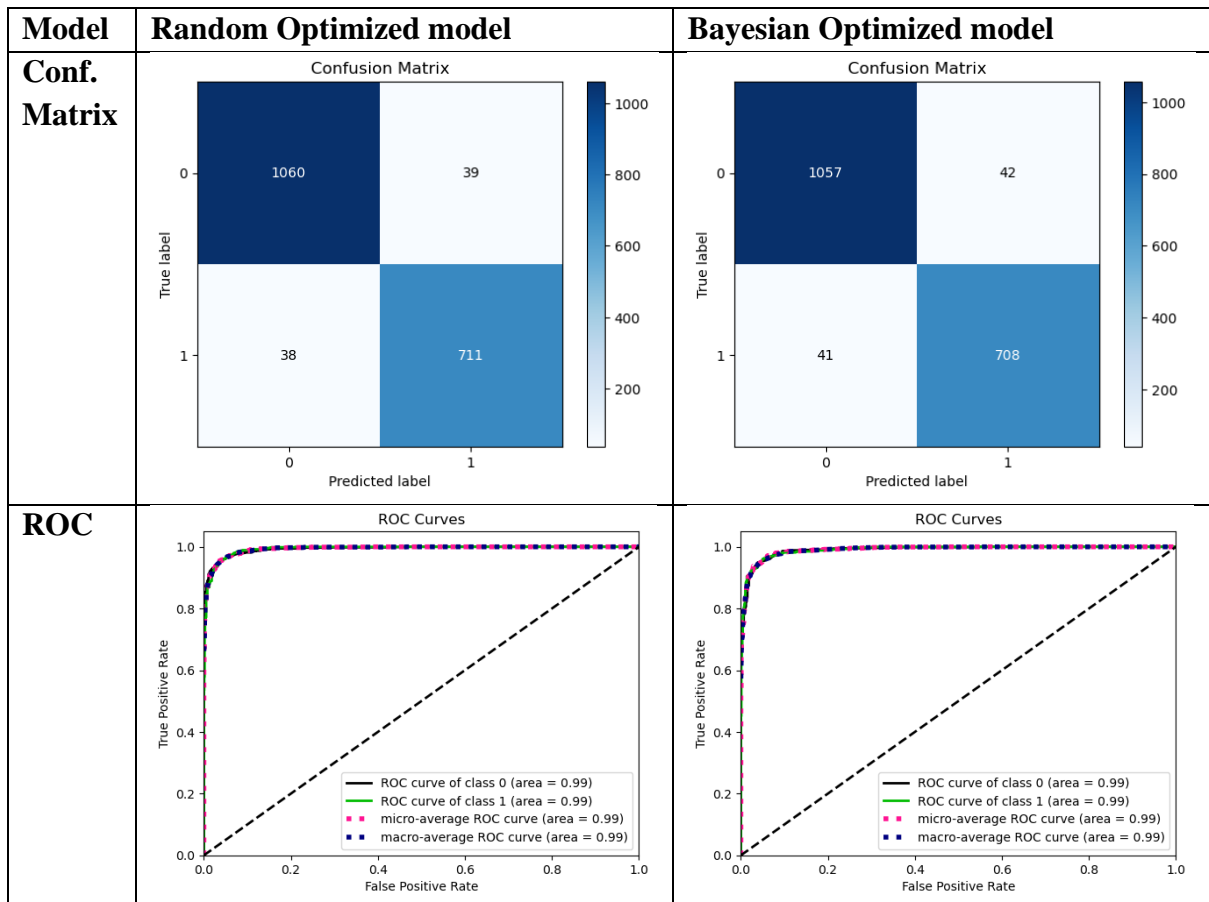 Model Random Optimized model Bayesian Optimized model
Conf.
Matrix
Confusion Matrix
1000
800
600
400
200
0
1
1060 39
38 711
0 1
True label
Predicted label
Confusion Matrix
1000
800
600
400
200
0
1
1057 42
41 708
0 1
True label
Predicted label
ROC
ROC Curves
1.0
0.8
0.6
0.4
0.2
0.0
True Positive Rate
ROC curve of class 0 (area = 0.99)
ROC curve of class 1 (area = 0.99)
micro-average ROC curve (area = 0.99)
macro-average ROC curve (area = 0.99)
0.0 0.2 0.4 0.6 0.8 1.0
False Positive Rate
ROC Curves
1.0
0.8
0.6
0.4
0.2
0.0
True Positive Rate
ROC curve of class 0 (area = 0.99)
ROC curve of class 1 (area = 0.99)
micro-average ROC curve (area = 0.99)
macro-average ROC curve (area = 0.99)
0.0 0.2 0.4 0.6 0.8 1.0
False Positive Rate